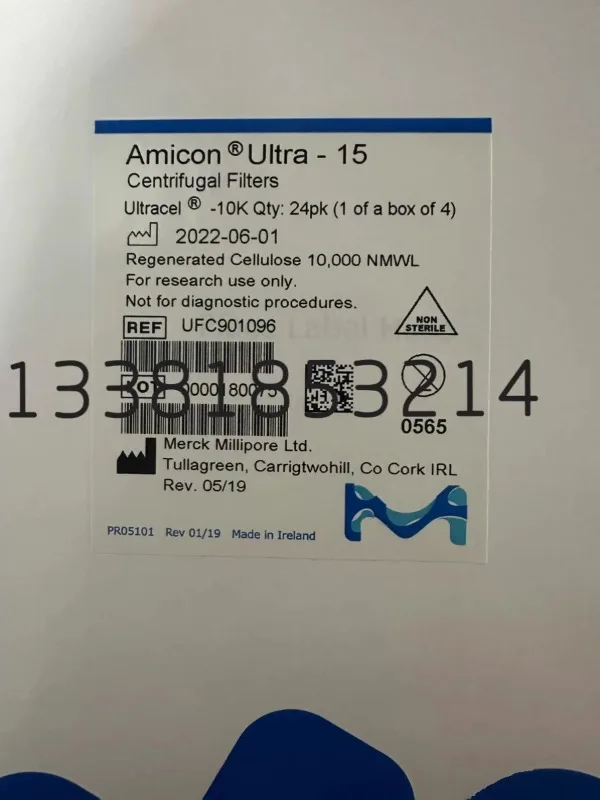 Amicon ® Ultra - 15
Centrifugal Filters
Ultracel ® -10K Qty: 24pk (1 of a box of 4)
2022-06-01
Regenerated Cellulose 10,000 NMWL
For research use only.
Not for diagnostic procedures.
NON
STERILE
REF UFC901096
13381853214
LOT
0565
Merck Millipore Ltd.
Tullagreen, Carrigtwohill, Co Cork IRL
Rev. 05/19
PR05101 Rev 01/19 Made in Ireland